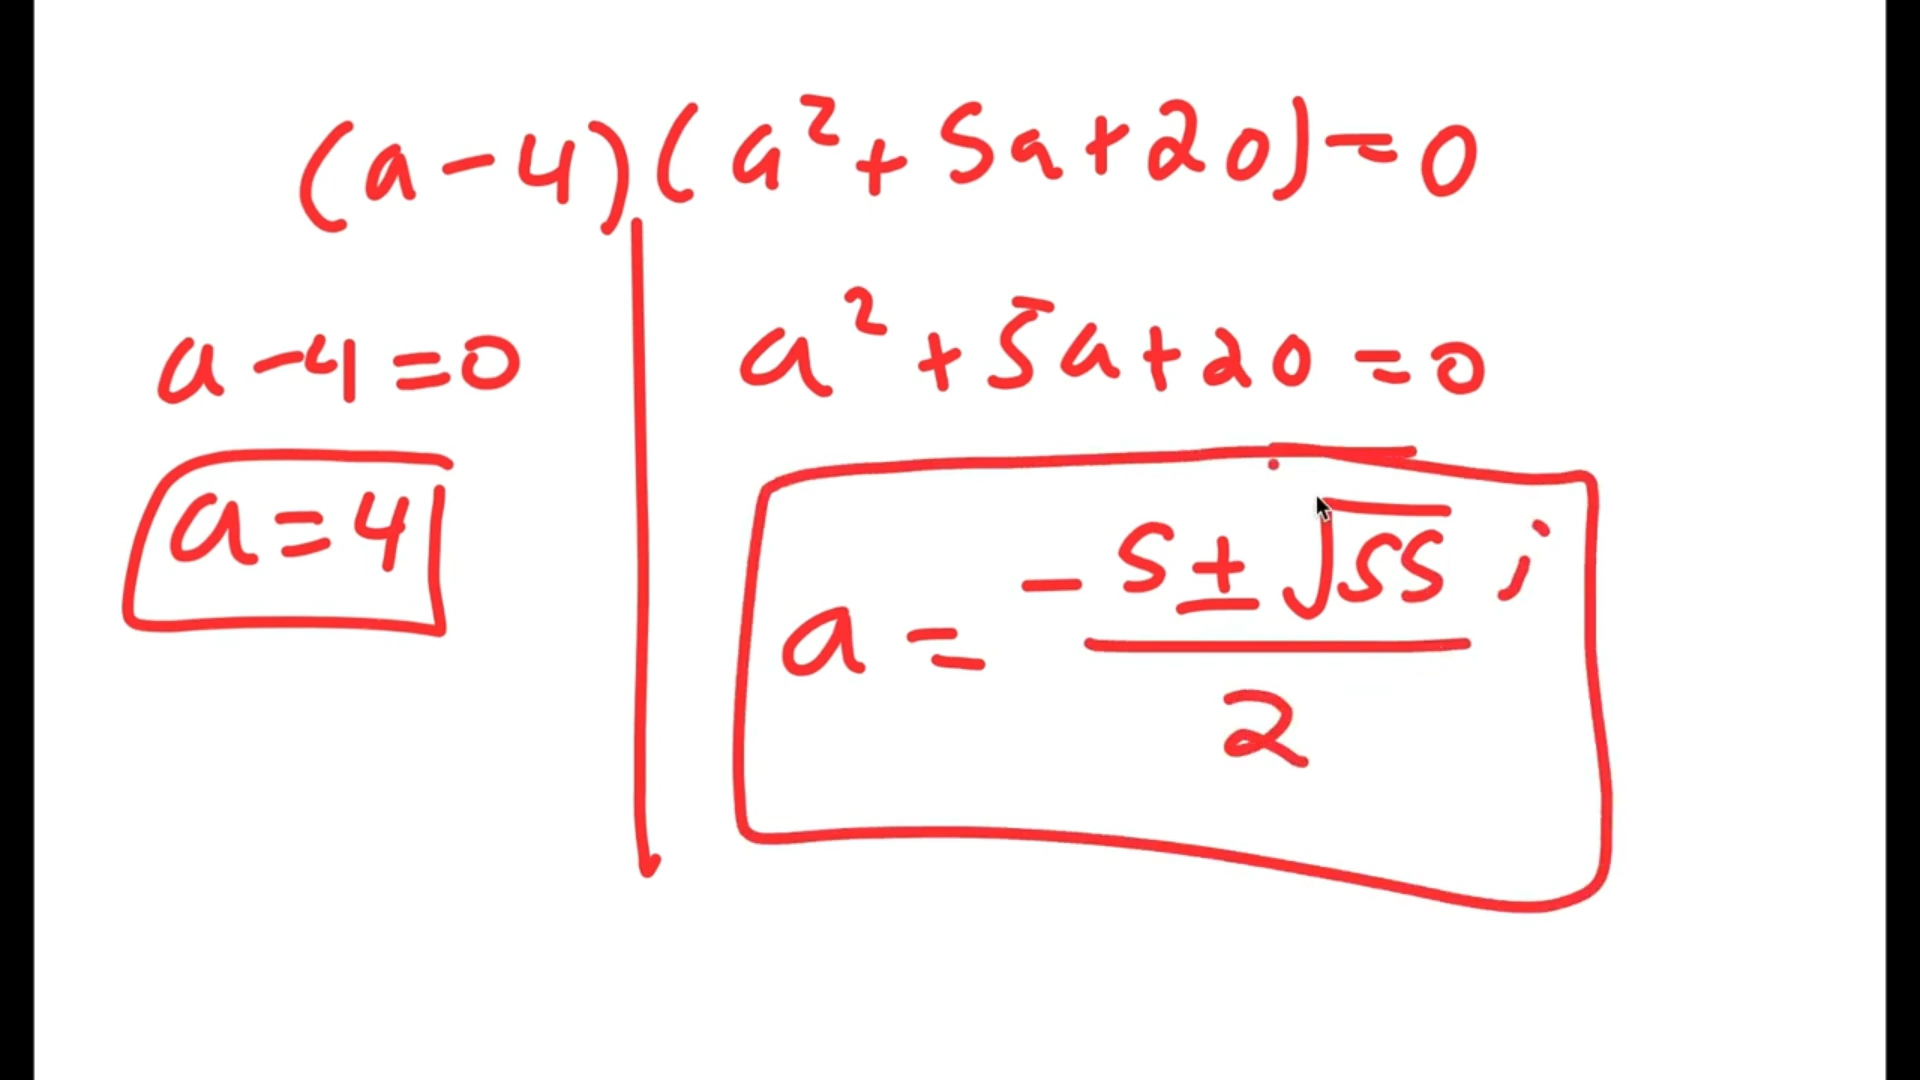 (a-4)(a²+5a+20)=0
a-4=0
a=4
a²+5a+20=0
a = (-5±√55 i)/2